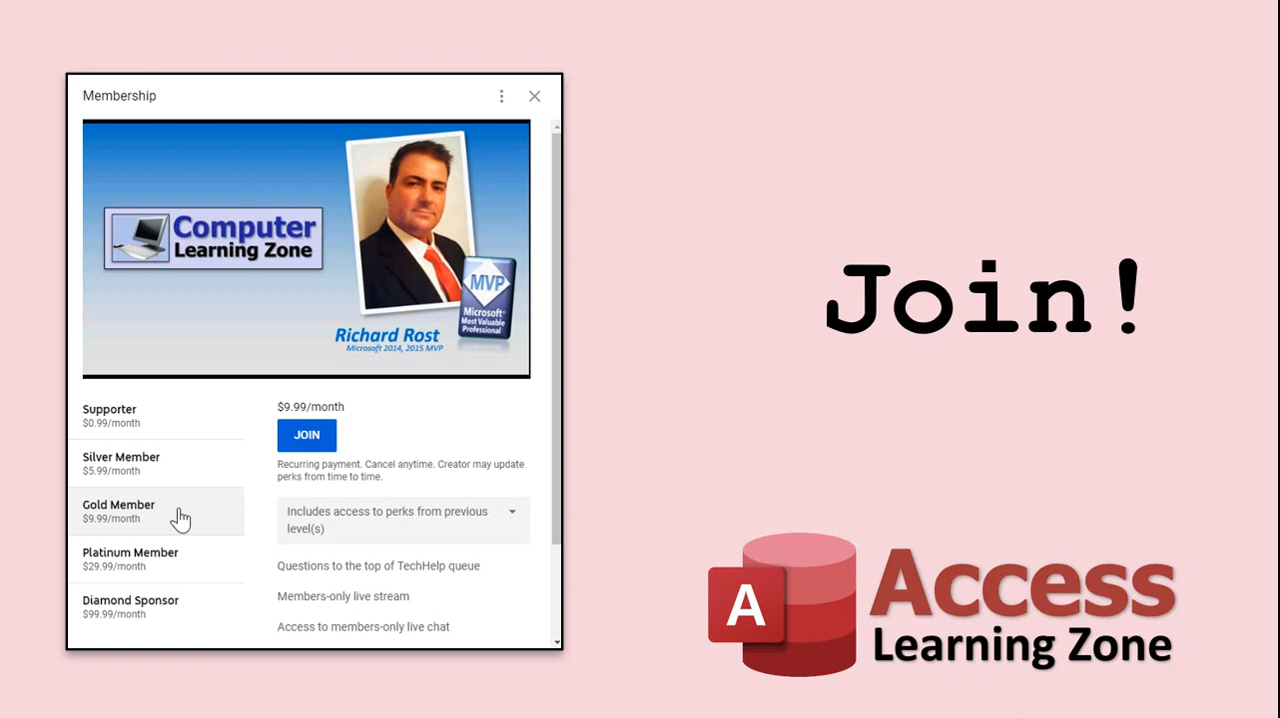 Membership
Computer
Learning Zone
MVP
Microsoft®
Most Valuable
Professional
Richard Rost
Microsoft 2014, 2015 MVP
Supporter
$0.99/month
Silver Member
$5.99/month
Gold Member
$9.99/month
Platinum Member
$29.99/month
Diamond Sponsor
$99.99/month
$9.99/month
JOIN
Recurring payment. Cancel anytime. Creator may update
perks from time to time.
Includes access to perks from previous
level(s)
Questions to the top of TechHelp queue
Members-only live stream
Access to members-only live chat
Join!
A
Access
Learning Zone